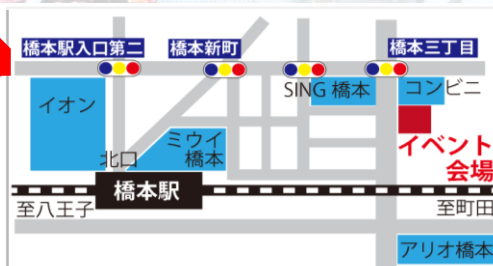 橋本駅入口第二
橋本新町
橋本三丁目
イオン
SING 橋本
コンビニ
ミウイ
橋本
イベント
会場
北口
橋本駅
至八王子
至町田
アリオ橋本